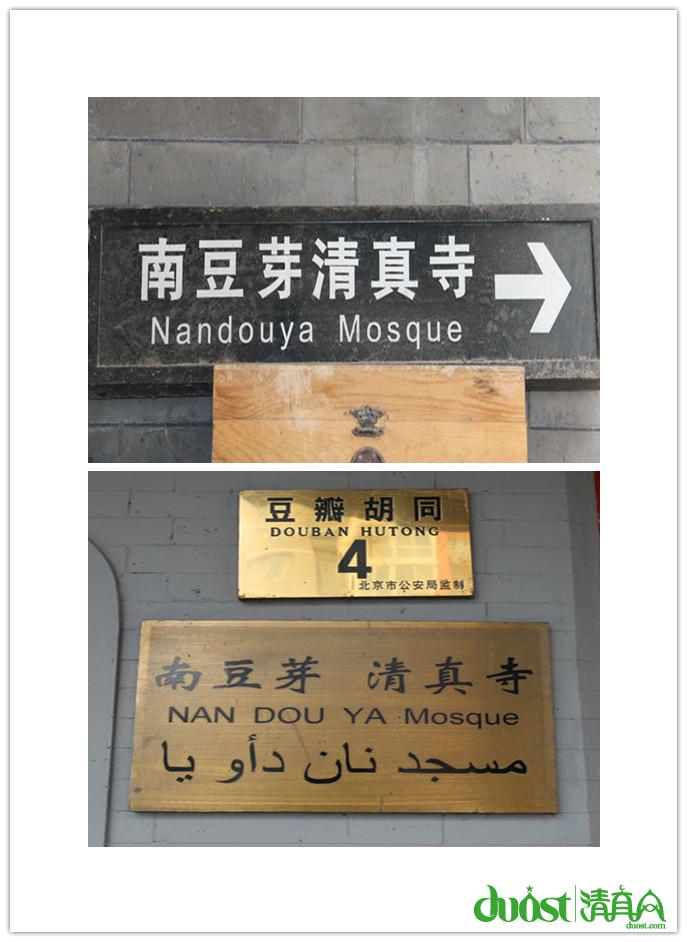 南豆芽清真寺
Nandouya Mosque
豆瓣胡同
DOUBAN HUTONG
4
北京市公安局监制
南豆芽 清真寺
NAN DOU YA Mosque
مسجد نان دأو يا
duost 清真人
duost.com